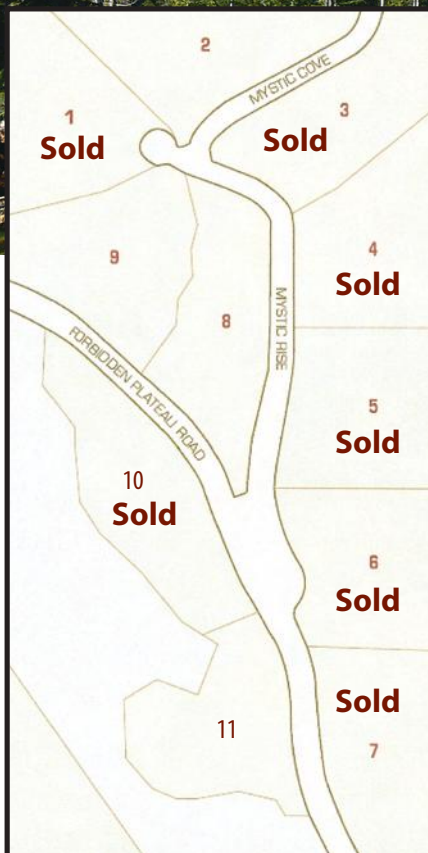 2
MYSTIC COVE
1
Sold
3
Sold
9
4
Sold
8
MYSTIC RISE
FORBIDDEN PLATEAU ROAD
5
Sold
10
Sold
6
Sold
Sold
7
11